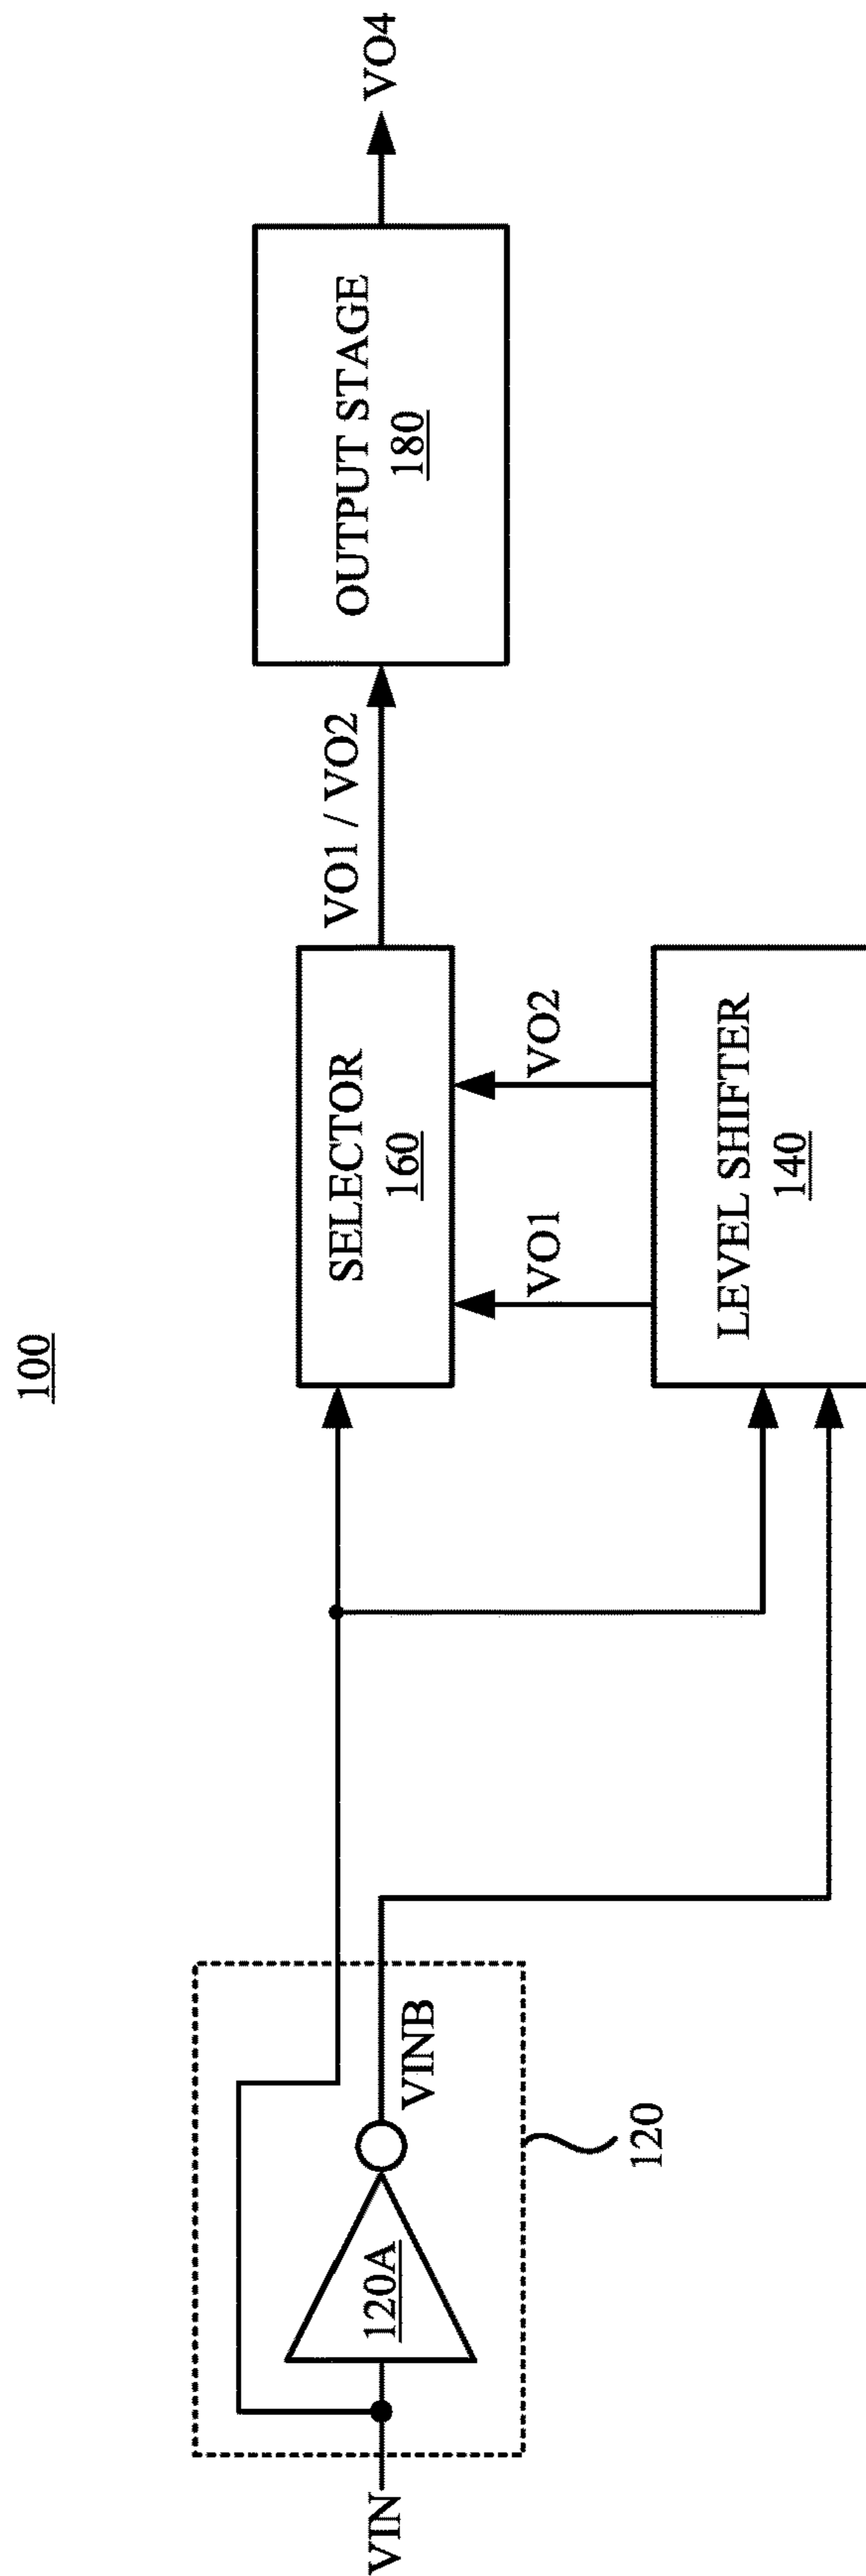 100
VIN
120A
VINB
120
SELECTOR
160
VO1
VO2
LEVEL SHIFTER
140
VO1 / VO2
OUTPUT STAGE
180
VO4